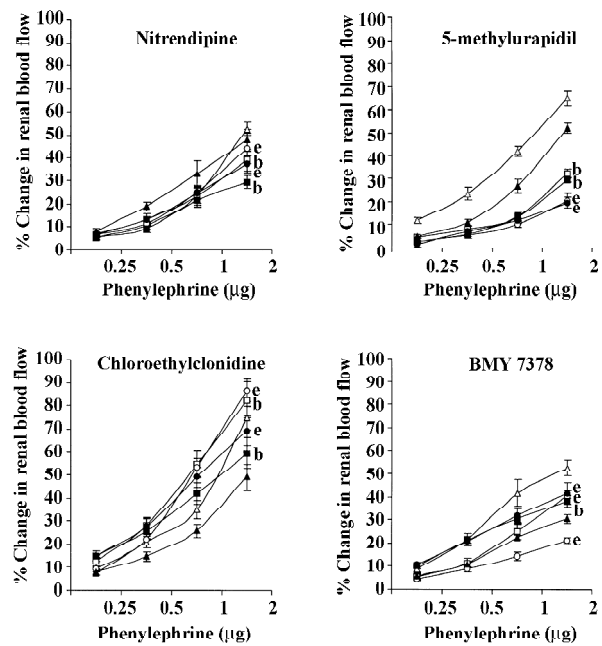 Nitrendipine
% Change in renal blood flow
100
90
80
70
60
50
40
30
20
10
0
e
b
e
b
0.25 0.5 1 2
Phenylephrine (µg)
5-methylurapidil
% Change in renal blood flow
100
90
80
70
60
50
40
30
20
10
0
b
b
e
e
0.25 0.5 1 2
Phenylephrine (µg)
Chloroethylclonidine
% Change in renal blood flow
100
90
80
70
60
50
40
30
20
10
0
e
b
e
b
0.25 0.5 1 2
Phenylephrine (µg)
BMY 7378
% Change in renal blood flow
100
90
80
70
60
50
40
30
20
10
0
e
e
b
e
0.25 0.5 1 2
Phenylephrine (µg)